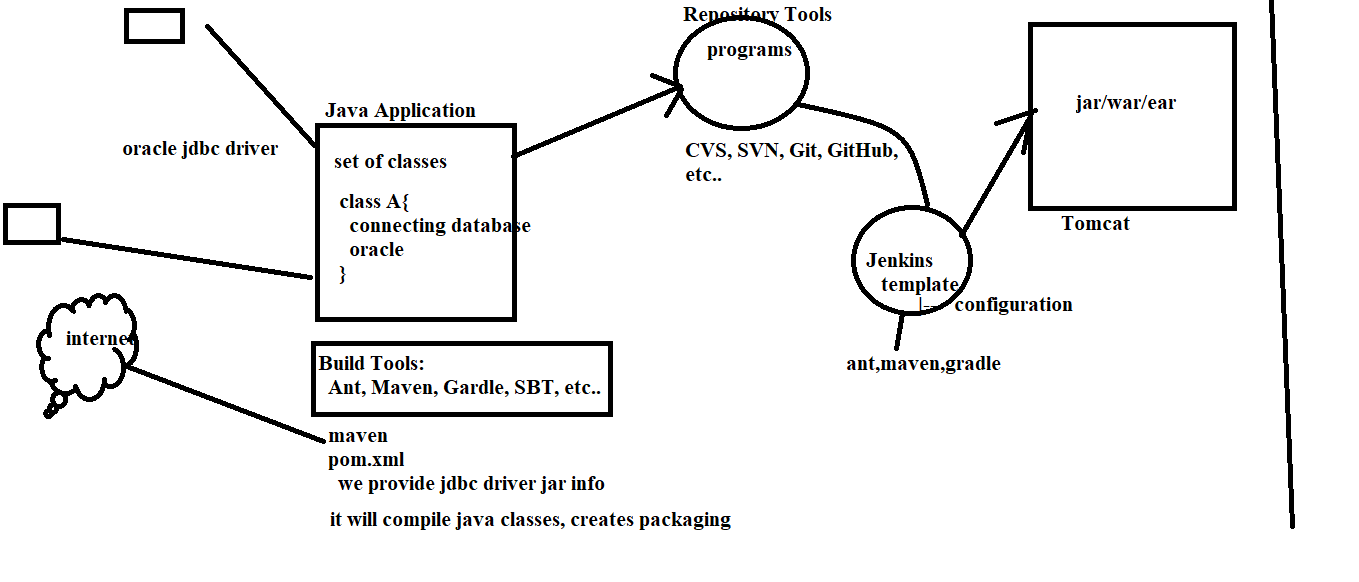 Repository Tools
programs
jar/war/ear
Java Application
oracle jdbc driver
set of classes
class A{
connecting database
oracle
}
CVS, SVN, Git, GitHub,
etc..
Tomcat
Jenkins
template
|--- configuration
internet
ant,maven,gradle
Build Tools:
Ant, Maven, Gardle, SBT, etc..
maven
pom.xml
we provide jdbc driver jar info
it will compile java classes, creates packaging